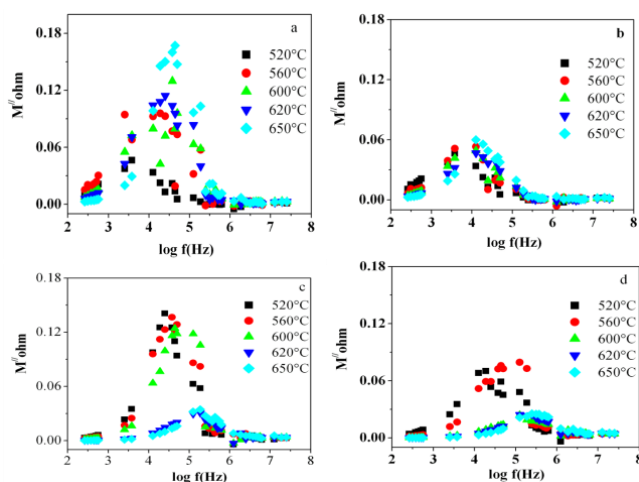 a
0.18
0.12
0.06
0.00
M//ohm
520°C
560°C
600°C
620°C
650°C
2 3 4 5 6 7 8
log f(Hz)
b
0.18
0.12
0.06
0.00
M//ohm
520°C
560°C
600°C
620°C
650°C
2 3 4 5 6 7 8
log f(Hz)
c
0.18
0.12
0.06
0.00
M//ohm
520°C
560°C
600°C
620°C
650°C
2 3 4 5 6 7 8
log f(Hz)
d
0.18
0.12
0.06
0.00
M//ohm
520°C
560°C
600°C
620°C
650°C
2 3 4 5 6 7 8
log f(Hz)